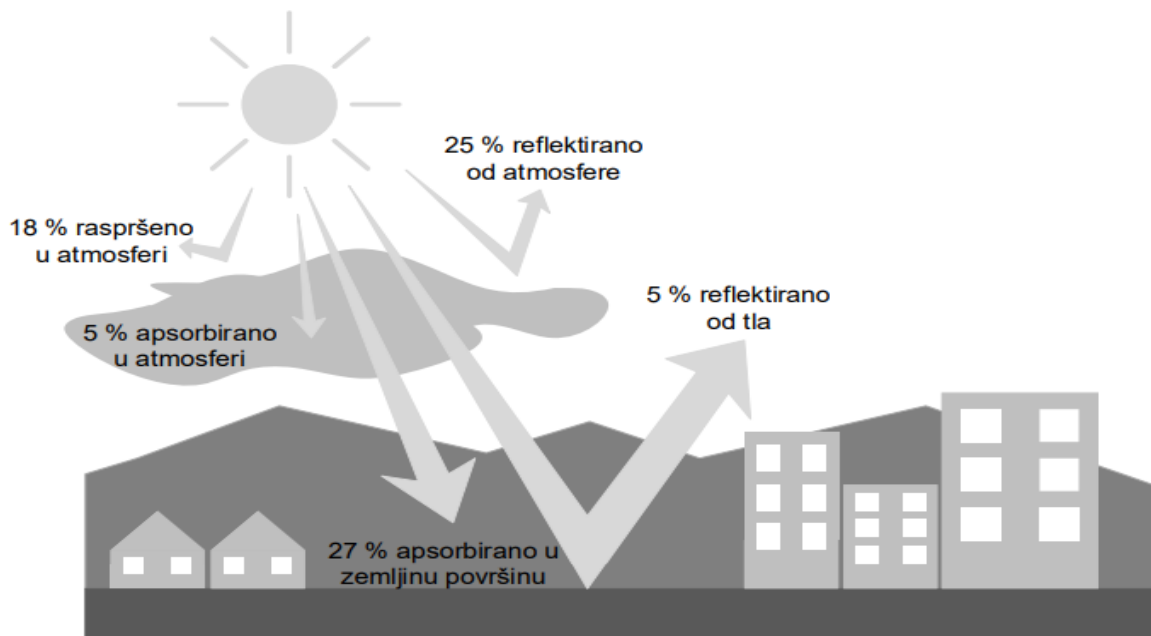 25 % reflektirano
od atmosfere
18 % raspršeno
u atmosferi
5 % reflektirano
od tla
5 % apsorbirano
u atmosferi
27 % apsorbirano u
zemljinu površinu